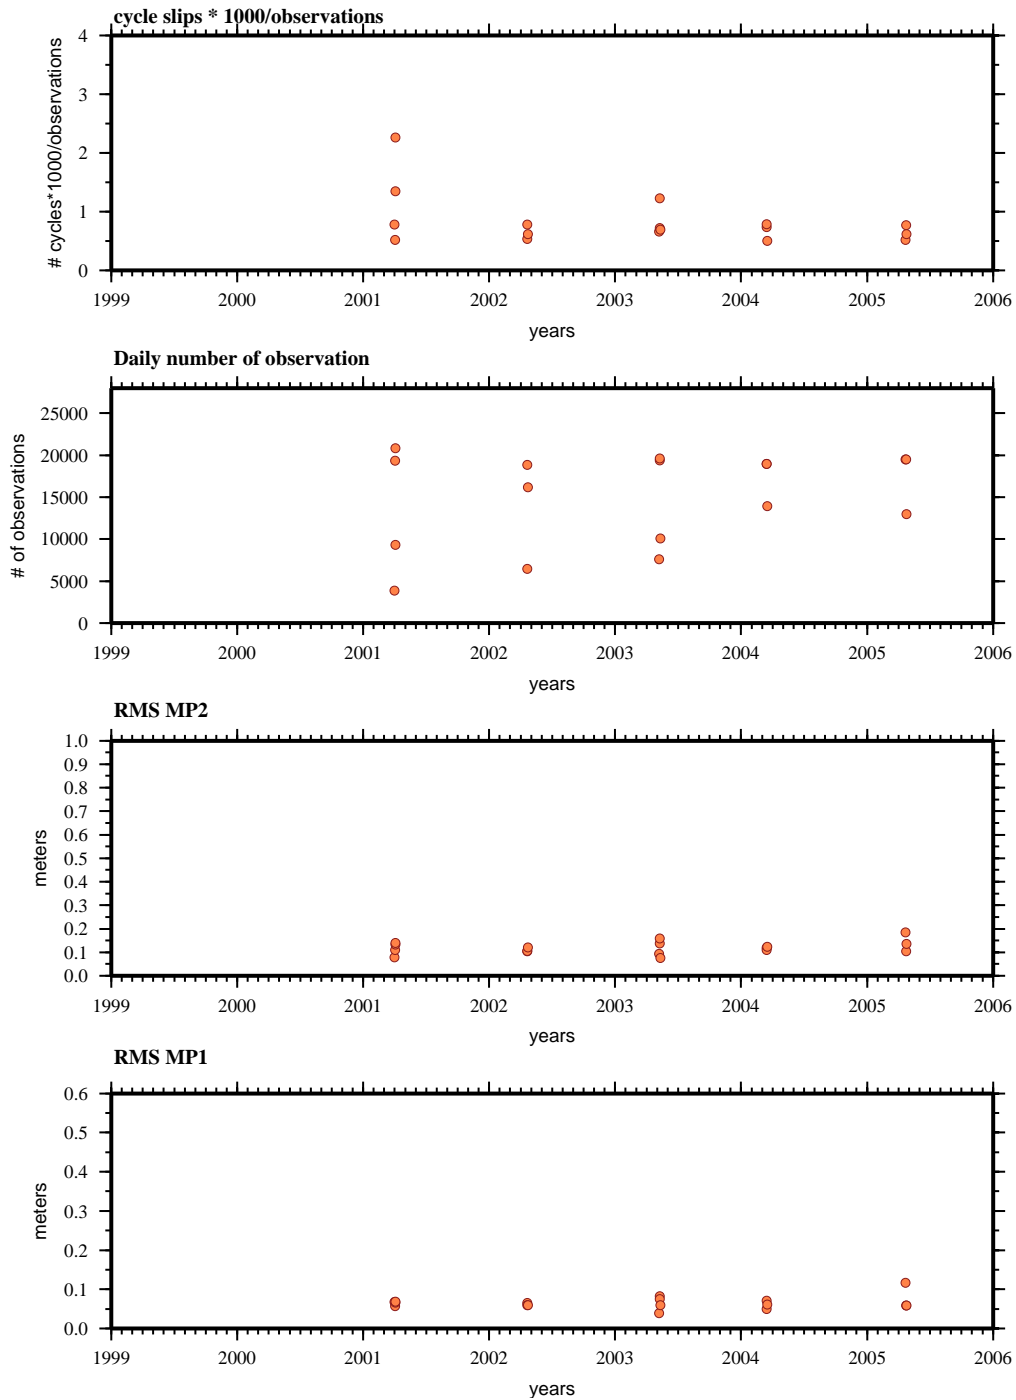 cycle slips * 1000/observations
# cycles*1000/observations
4
3
2
1
0
1999 2000 2001 2002 2003 2004 2005 2006
years
Daily number of observation
# of observations
25000
20000
15000
10000
5000
0
1999 2000 2001 2002 2003 2004 2005 2006
years
RMS MP2
meters
1.0
0.9
0.8
0.7
0.6
0.5
0.4
0.3
0.2
0.1
0.0
1999 2000 2001 2002 2003 2004 2005 2006
years
RMS MP1
meters
0.6
0.5
0.4
0.3
0.2
0.1
0.0
1999 2000 2001 2002 2003 2004 2005 2006
years